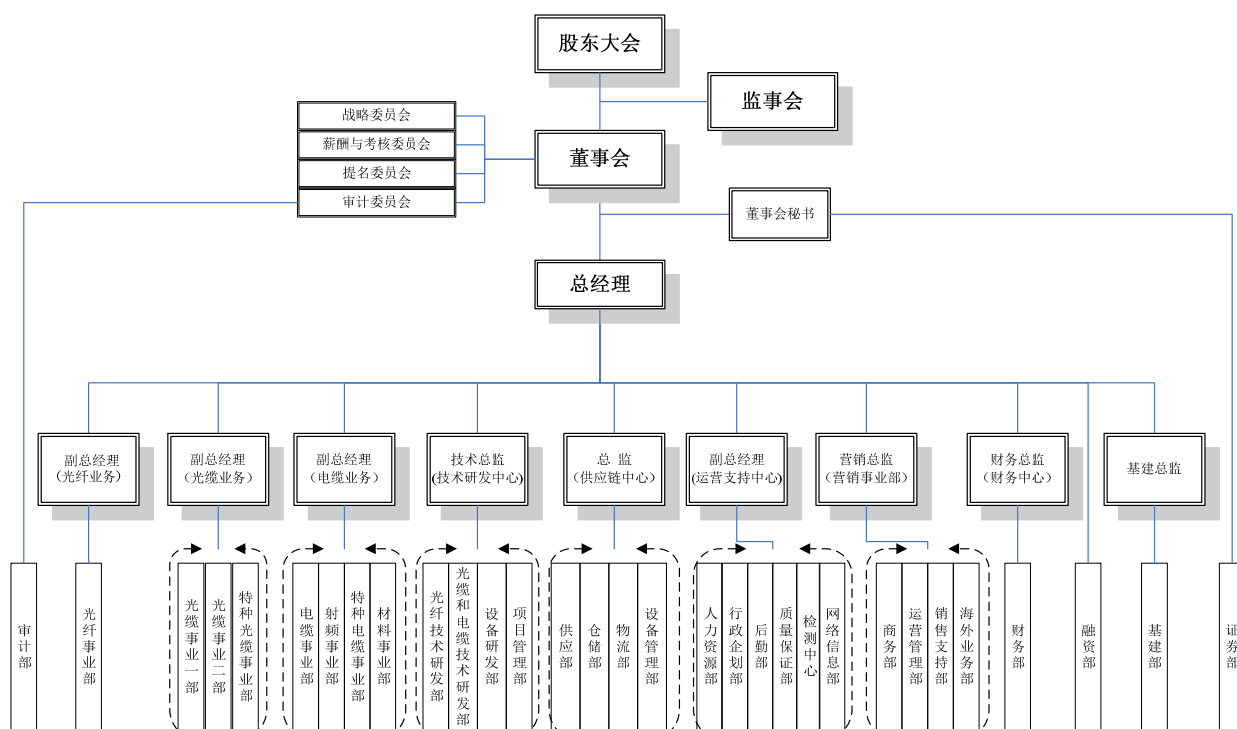 股东大会
监事会
战略委员会
薪酬与考核委员会
董事会
提名委员会
审计委员会
董事会秘书
总经理
副总经理
（光纤业务）
副总经理
（光缆业务）
副总经理
（电缆业务）
技术总监
(技术研发中心)
总 监
（供应链中心）
副总经理
(运营支持中心)
营销总监
（营销事业部）
财务总监
（财务中心）
基建总监
审计部
光纤事业部
光缆事业一部
光缆事业二部
特种光缆事业部
电缆事业部
射频事业部
特种电缆事业部
材料事业部
光纤技术研发部
光缆和电缆技术研发部
设备研发部
项目管理部
供应部
仓储部
物流部
设备管理部
人力资源部
行政企划部
后勤部
质量保证部
检测中心
网络信息部
商务部
运营管理部
销售支持部
海外业务部
财务部
融资部
基建部
证券部